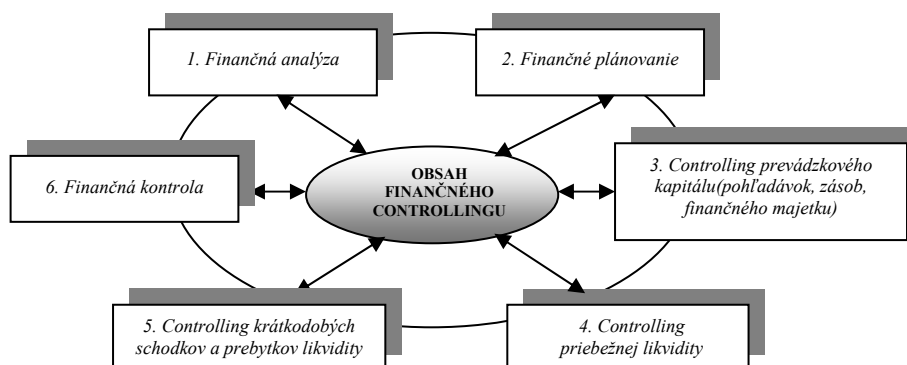 1. Finančná analýza
2. Finančné plánovanie
3. Controlling prevádzkového
kapitálu(pohľadávok, zásob,
finančného majetku)
6. Finančná kontrola
OBSAH
FINANČNÉHO
CONTROLLINGU
5. Controlling krátkodobých
schodkov a prebytkov likvidity
4. Controlling
priebežnej likvidity